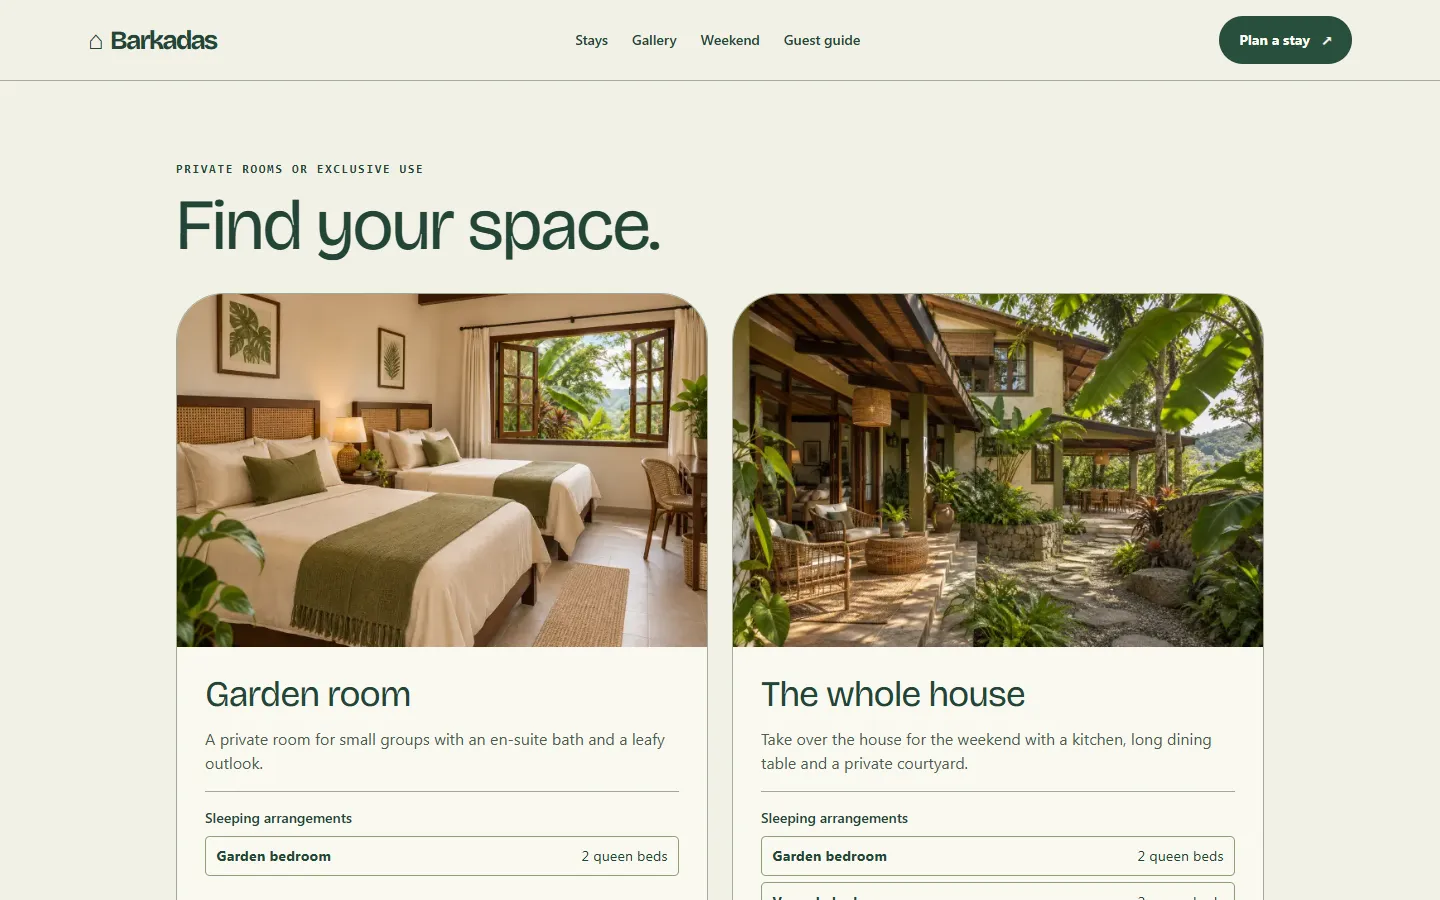 Barkadas
Stays
Gallery
Weekend
Guest guide
Plan a stay ↗
PRIVATE ROOMS OR EXCLUSIVE USE
Find your space.
Garden room
A private room for small groups with an en-suite bath and a leafy
outlook.
Sleeping arrangements
Garden bedroom 2 queen beds
The whole house
Take over the house for the weekend with a kitchen, long dining
table and a private courtyard.
Sleeping arrangements
Garden bedroom 2 queen beds